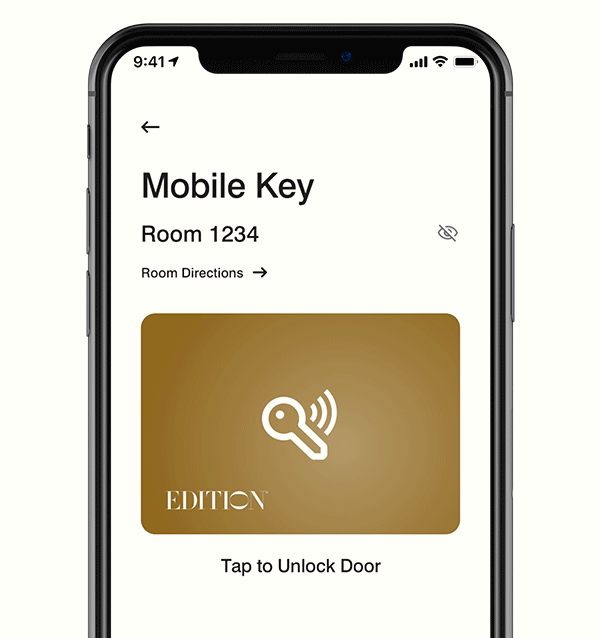 9:41
Mobile Key
Room 1234
Room Directions
EDITION
Tap to Unlock Door